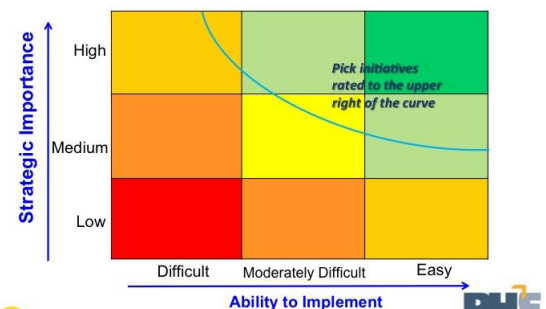 Strategic Importance
High
Medium
Low
Pick initiatives
rated to the upper
right of the curve
Difficult
Moderately Difficult
Easy
Ability to Implement